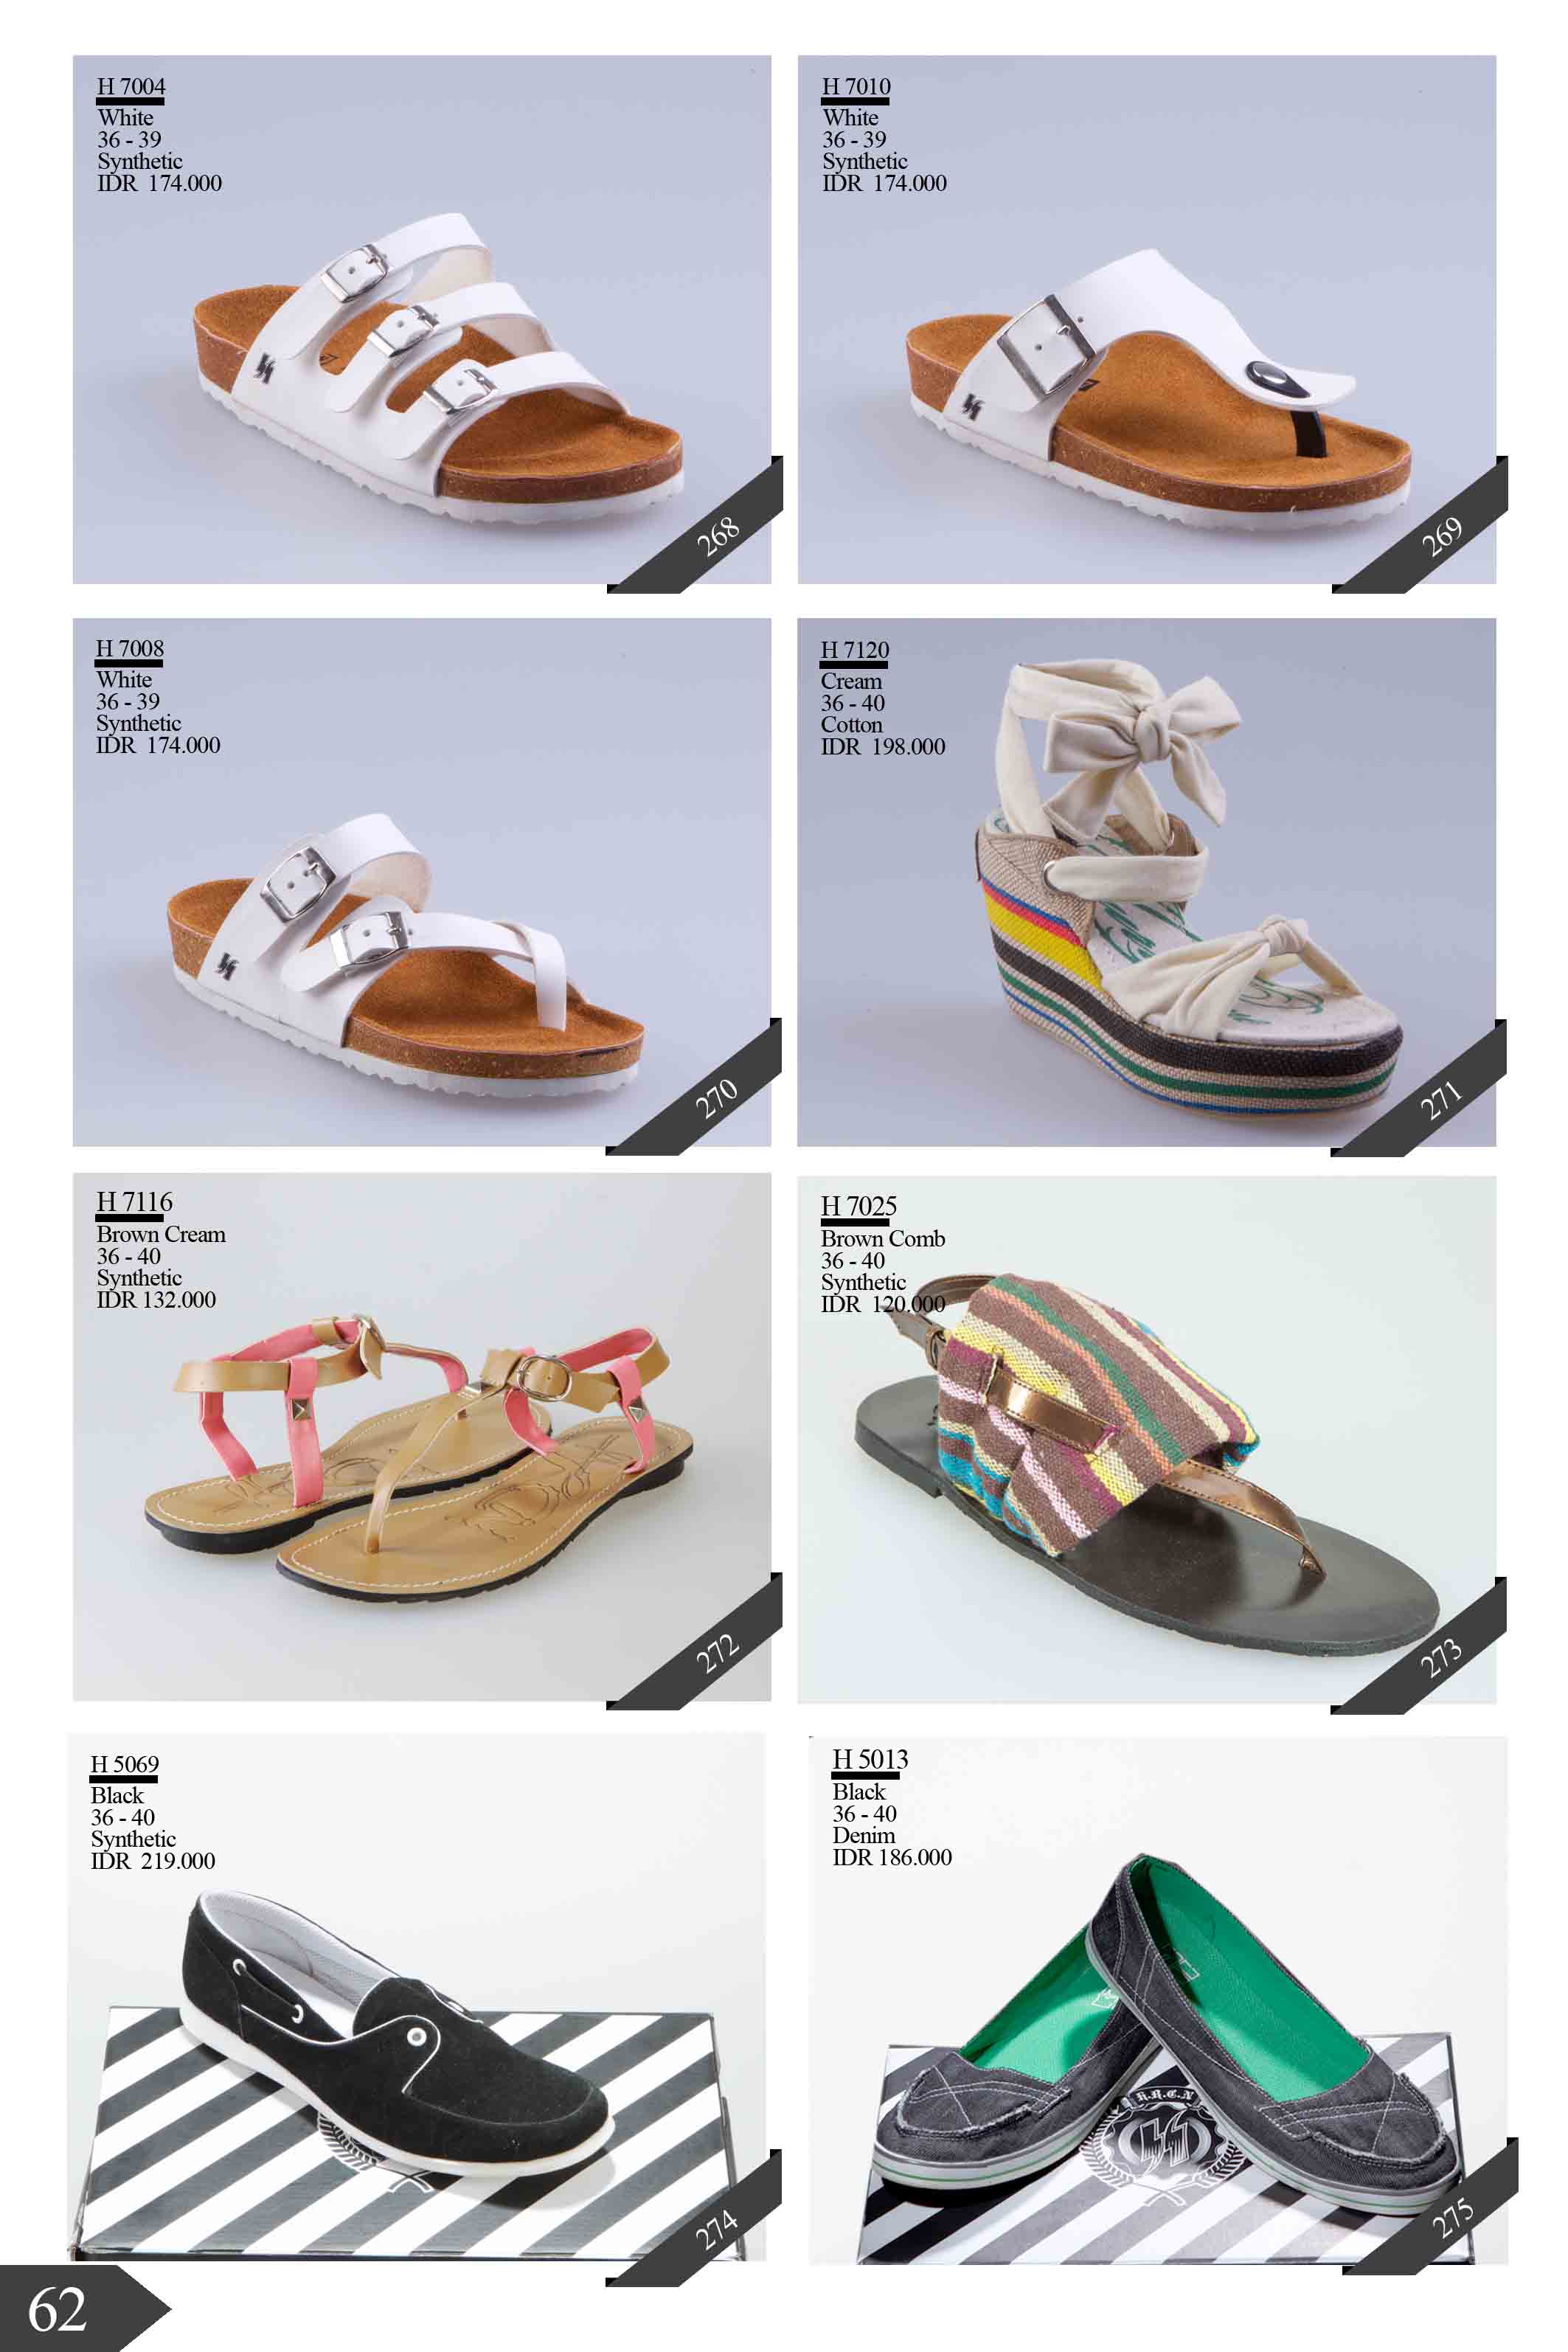 H 7004
White
36 - 39
Synthetic
IDR 174.000
268
H 7010
White
36 - 39
Synthetic
IDR 174.000
269
H 7008
White
36 - 39
Synthetic
IDR 174.000
270
H 7120
Cream
36 - 40
Cotton
IDR 198.000
271
H 7116
Brown Cream
36 - 40
Synthetic
IDR 132.000
272
H 7025
Brown Comb
36 - 40
Synthetic
IDR 120.000
273
H 5069
Black
36 - 40
Synthetic
IDR 219.000
274
H 5013
Black
36 - 40
Denim
IDR 186.000
275
62